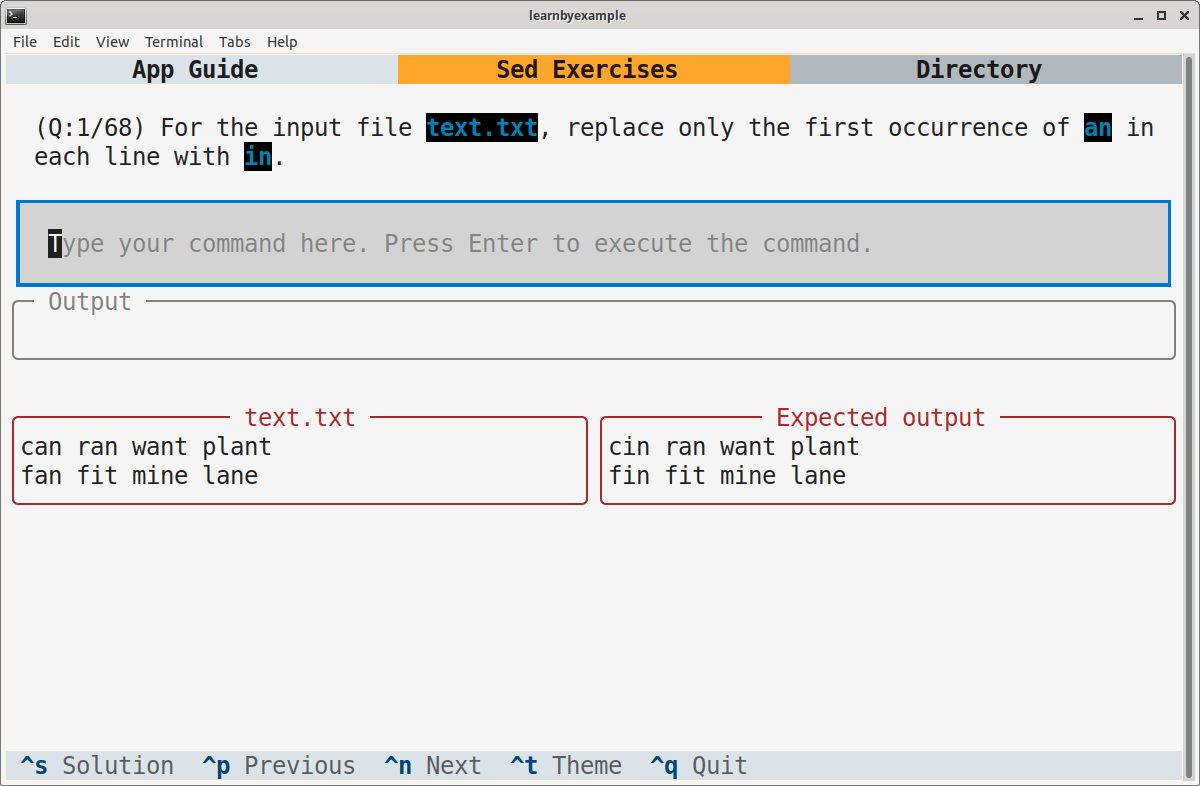 learnbyexample
File Edit View Terminal Tabs Help
App Guide Sed Exercises Directory
(Q:1/68) For the input file text.txt, replace only the first occurrence of an in
each line with in.
Type your command here. Press Enter to execute the command.
Output
text.txt
can ran want plant
fan fit mine lane
Expected output
cin ran want plant
fin fit mine lane
^s Solution ^p Previous ^n Next ^t Theme ^q Quit